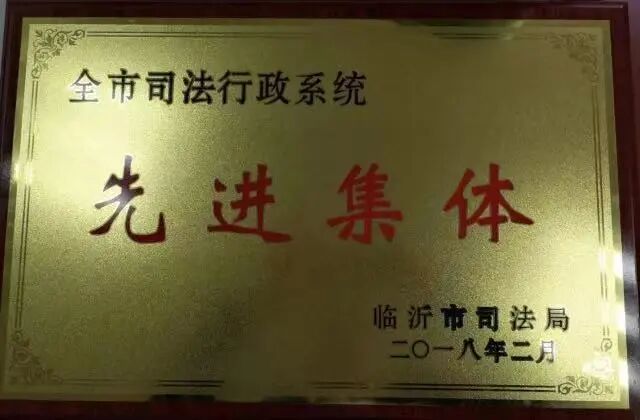 全市司法行政系统
先进集体
临沂市司法局
二〇一八年二月